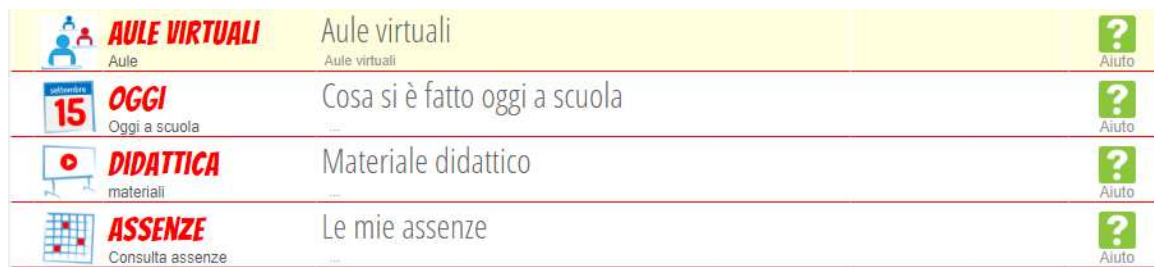 AULE VIRTUALI Aule virtuali
Aule Aule virtuali Aiuto
settembre
15 OGGI Cosa si è fatto oggi a scuola
Oggi a scuola ... Aiuto
DIDATTICA Materiale didattico
materiali ... Aiuto
ASSENZE Le mie assenze
Consulta assenze ... Aiuto